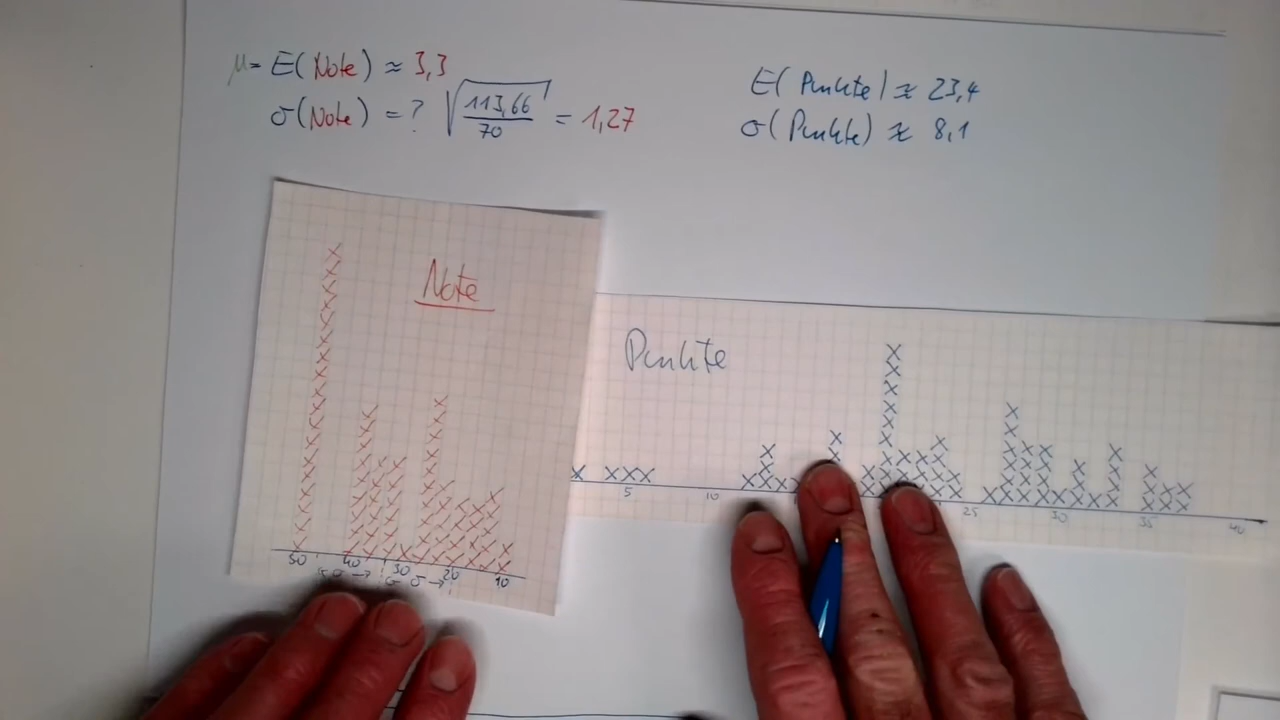 μ= E(Note) ≈ 3,3
σ(Note) = ? √113,66/70 = 1,27
E(Punkte) ≈ 23,4
σ(Punkte) ≈ 8,1
Note
50 40 30 20 10
σ → σ σ →
Punkte
5 10 25 30 35 40